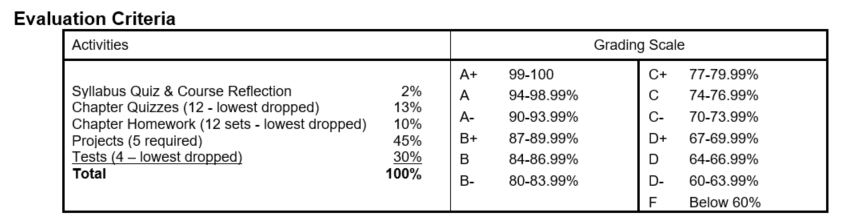 Evaluation Criteria
Activities Grading Scale
A+ 99-100 C+ 77-79.99%
Syllabus Quiz & Course Reflection 2% A 94-98.99% C 74-76.99%
Chapter Quizzes (12 - lowest dropped) 13%
Chapter Homework (12 sets - lowest dropped) 10% A- 90-93.99% C- 70-73.99%
Projects (5 required) 45% B+ 87-89.99% D+ 67-69.99%
Tests (4 – lowest dropped) 30% B 84-86.99% D 64-66.99%
Total 100% B- 80-83.99% D- 60-63.99%
F Below 60%